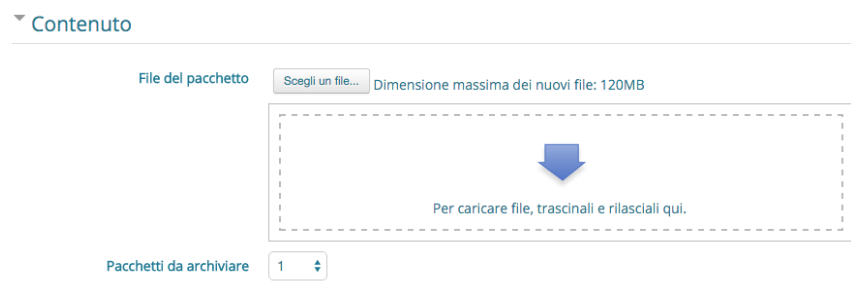 Contenuto
File del pacchetto Scegli un file... Dimensione massima dei nuovi file: 120MB
Per caricare file, trascinali e rilasciali qui.
Pacchetti da archiviare 1